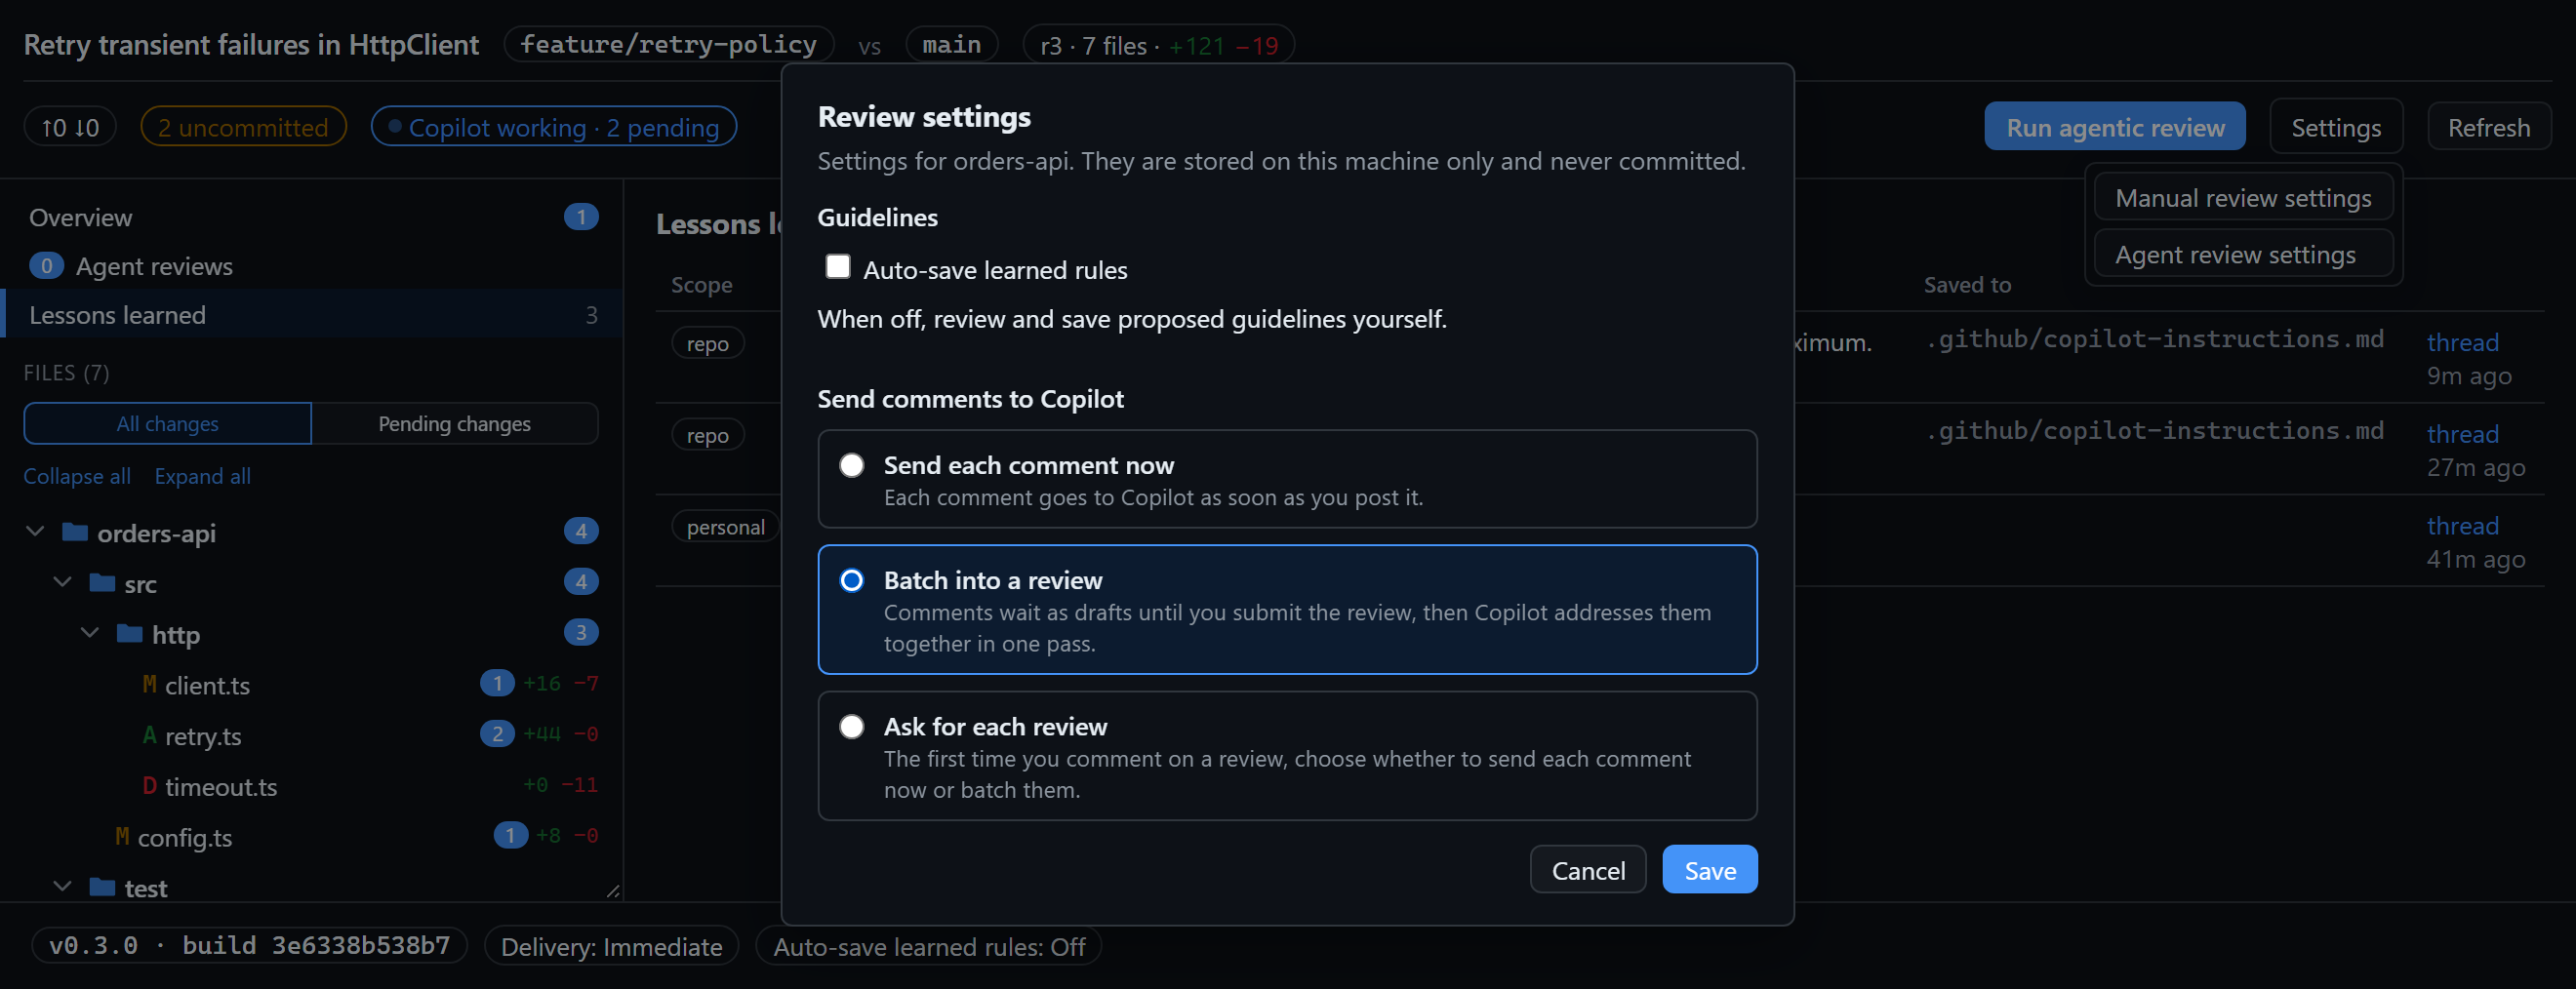 Retry transient failures in HttpClient feature/retry-policy vs main r3 · 7 files · +121 −19
↑0 ↓0 2 uncommitted Copilot working · 2 pending Run agentic review Settings Refresh
Manual review settings
Agent review settings
Overview 1
0 Agent reviews
Lessons learned 3
FILES (7)
All changes Pending changes
Collapse all Expand all
orders-api 4
src 4
http 3
M client.ts 1 +16 −7
A retry.ts 2 +44 −0
D timeout.ts +0 −11
M config.ts 1 +8 −0
test
Lessons l
Scope Saved to
repo ximum. .github/copilot-instructions.md thread
9m ago
repo .github/copilot-instructions.md thread
27m ago
personal thread
41m ago
Review settings
Settings for orders-api. They are stored on this machine only and never committed.
Guidelines
Auto-save learned rules
When off, review and save proposed guidelines yourself.
Send comments to Copilot
Send each comment now
Each comment goes to Copilot as soon as you post it.
Batch into a review
Comments wait as drafts until you submit the review, then Copilot addresses them
together in one pass.
Ask for each review
The first time you comment on a review, choose whether to send each comment
now or batch them.
Cancel Save
v0.3.0 · build 3e6338b538b7 Delivery: Immediate Auto-save learned rules: Off